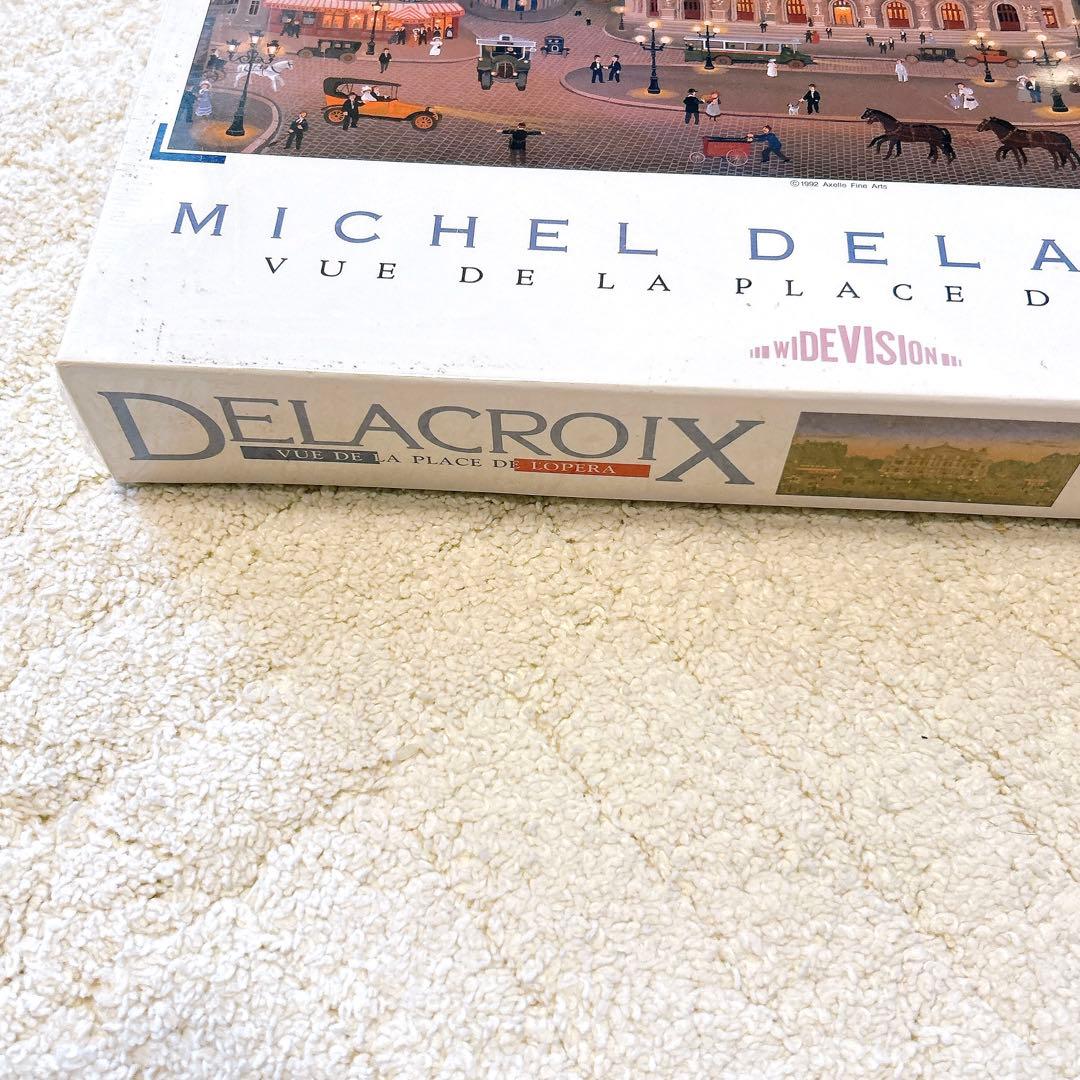 ©1992 Axelle Fine Arts
MICHEL DELA
VUE DE LA PLACE D
WIDEVISION
DELACROIX
VUE DE LA PLACE DE L'OPERA